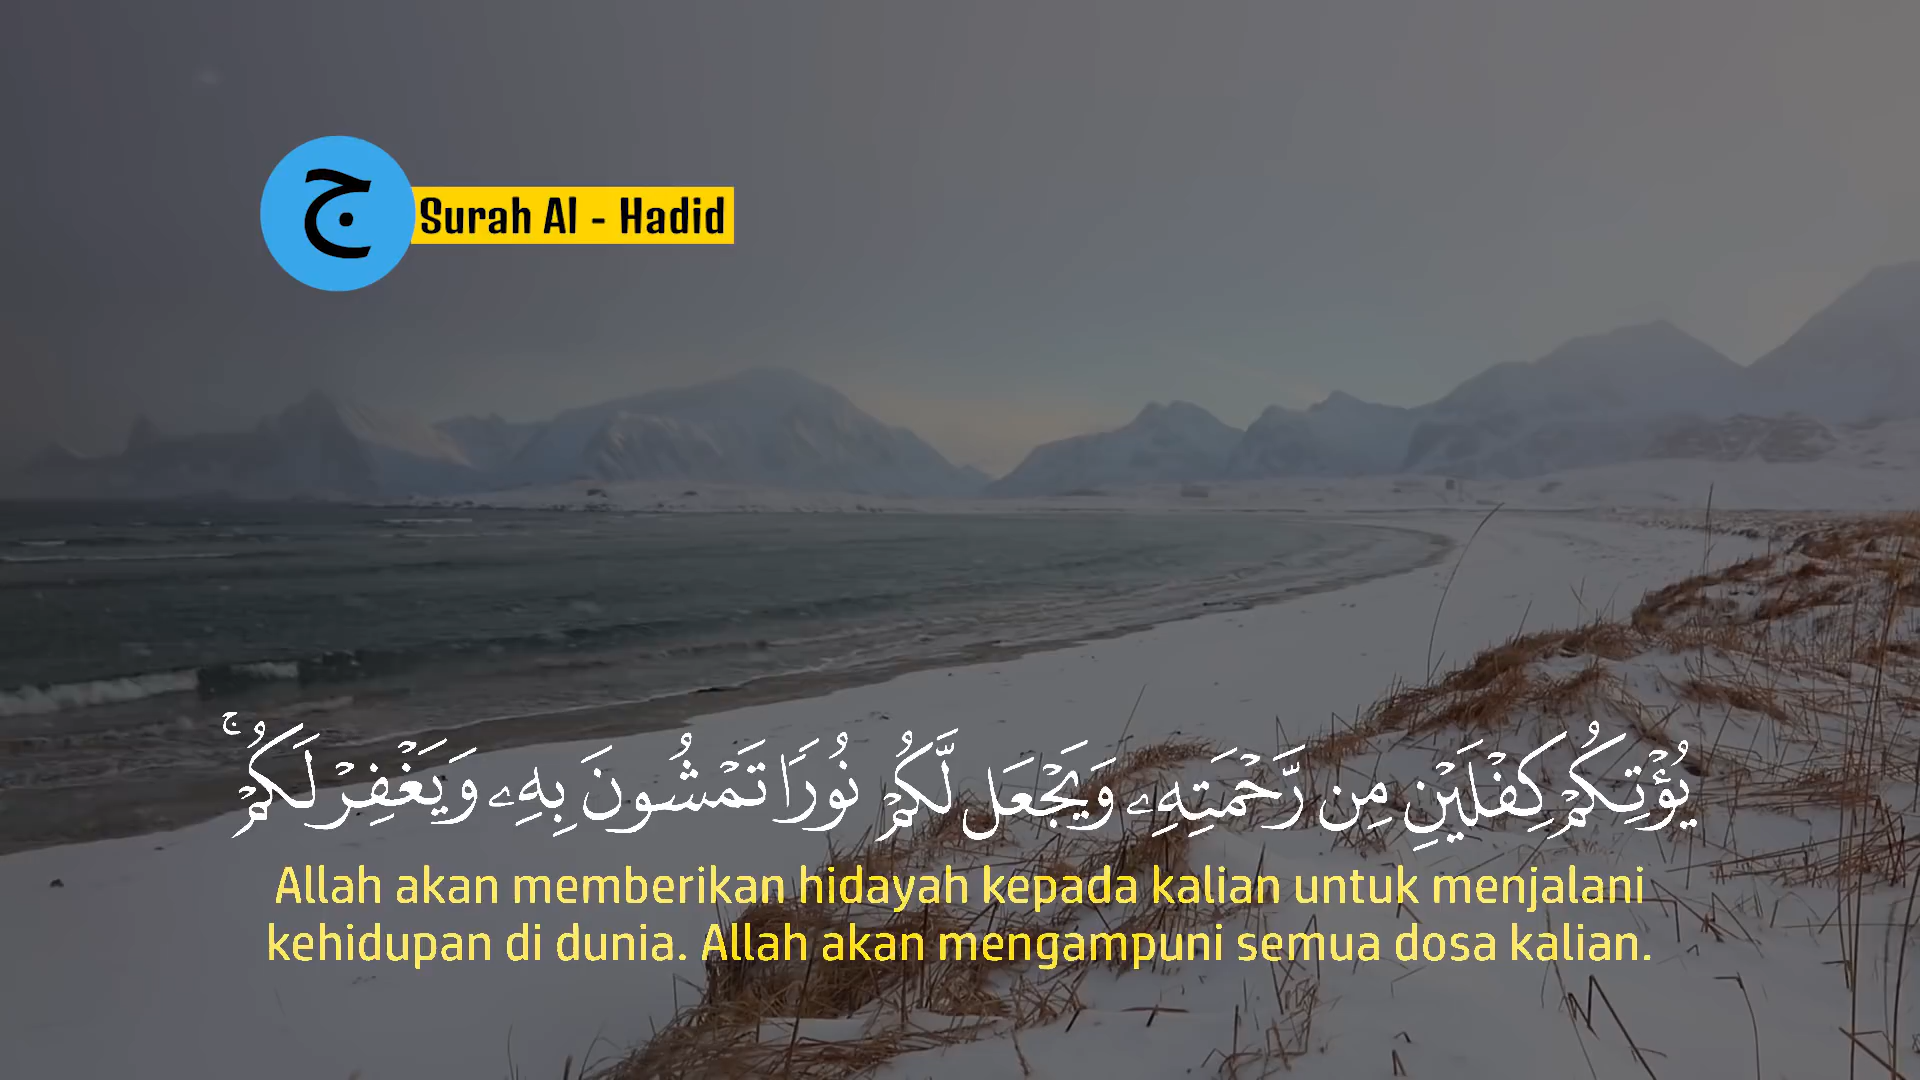 ج
Surah Al - Hadid
يُؤْتِكُمْ كِفْلَيْنِ مِن رَّحْمَتِهِۦ وَيَجْعَل لَّكُمْ نُورًا تَمْشُونَ بِهِۦ وَيَغْفِرْ لَكُمْ ۚ
Allah akan memberikan hidayah kepada kalian untuk menjalani
kehidupan di dunia. Allah akan mengampuni semua dosa kalian.